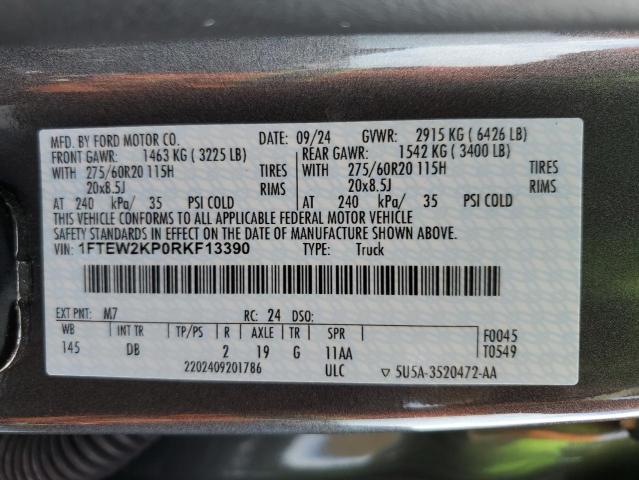 MFD. BY FORD MOTOR CO. DATE: 09/24 GVWR: 2915 KG ( 6426 LB)
FRONT GAWR: 1463 KG ( 3225 LB) REAR GAWR: 1542 KG ( 3400 LB)
WITH 275/60R20 115H TIRES WITH 275/60R20 115H TIRES
20x8.5J RIMS 20x8.5J RIMS
AT 240 kPa/ 35 PSI COLD AT 240 kPa/ 35 PSI COLD
THIS VEHICLE CONFORMS TO ALL APPLICABLE FEDERAL MOTOR VEHICLE
SAFETY STANDARDS IN EFFECT ON THE DATE OF MANUFACTURE SHOWN ABOVE.
VIN: 1FTEW2KP0RKF13390 TYPE: Truck
EXT PNT: M7 RC: 24 DSO:
WB INT TR TP/PS R AXLE TR SPR F0045
145 DB 2 19 G 11AA T0549
2202409201786 ULC ▽ 5U5A-3520472-AA